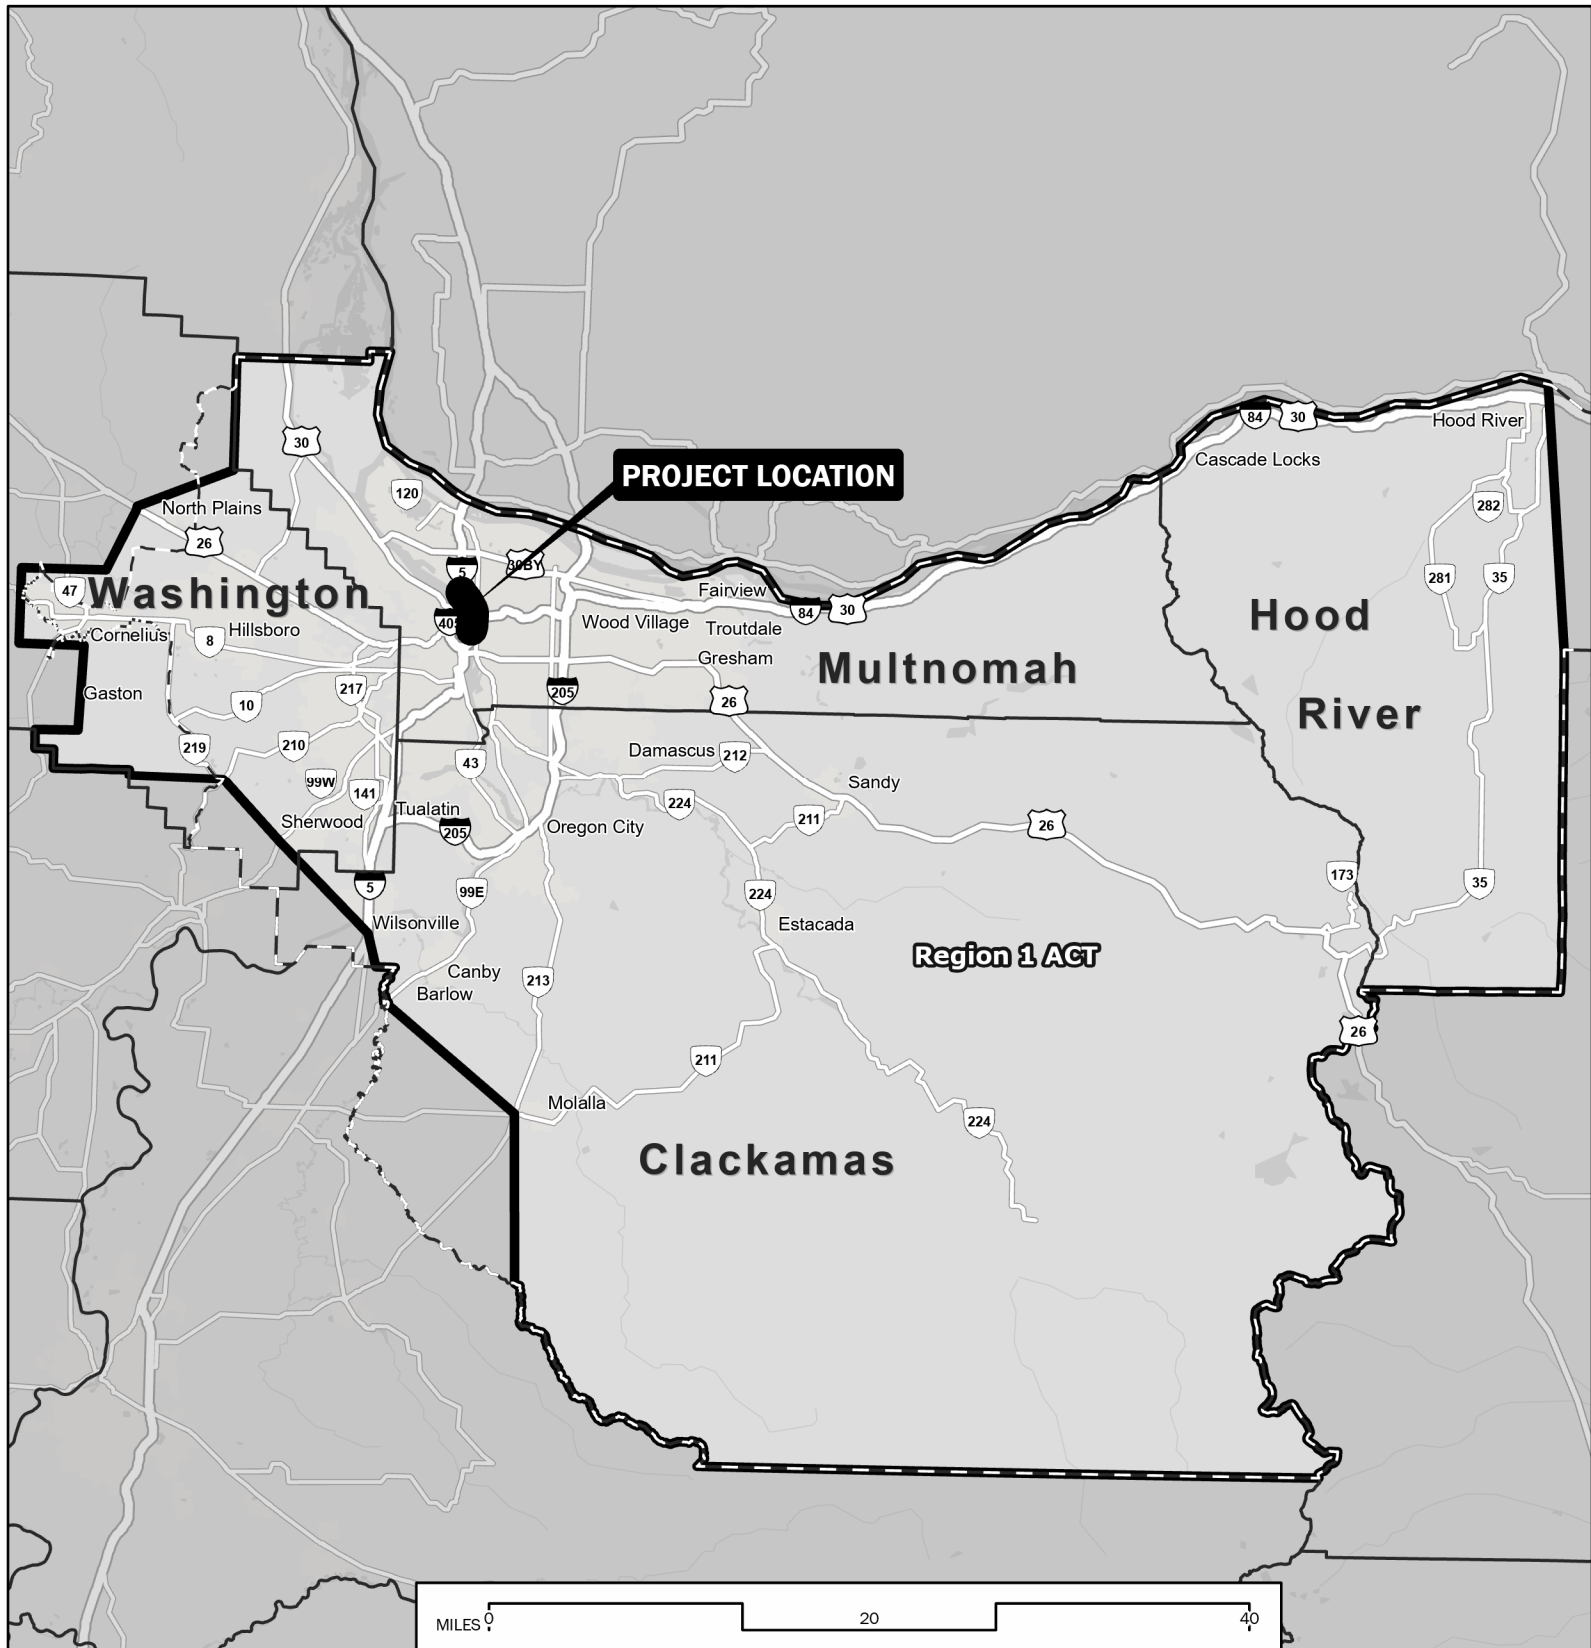 84
30
Hood River
30
Cascade Locks
PROJECT LOCATION
120
282
North Plains
26
5
30BY
281
35
47
Washington
Fairview
Hood
405
84
30
Wood Village
Troutdale
Cornelius
8
Hillsboro
Gresham
Multnomah
Gaston
217
205
10
26
River
219
210
43
Damascus
212
99W
141
Sandy
Tualatin
224
211
26
Sherwood
205
Oregon City
5
99E
224
173
35
Wilsonville
Estacada
Region 1 ACT
Canby
213
Barlow
26
211
Molalla
224
Clackamas
MILES 0 20 40